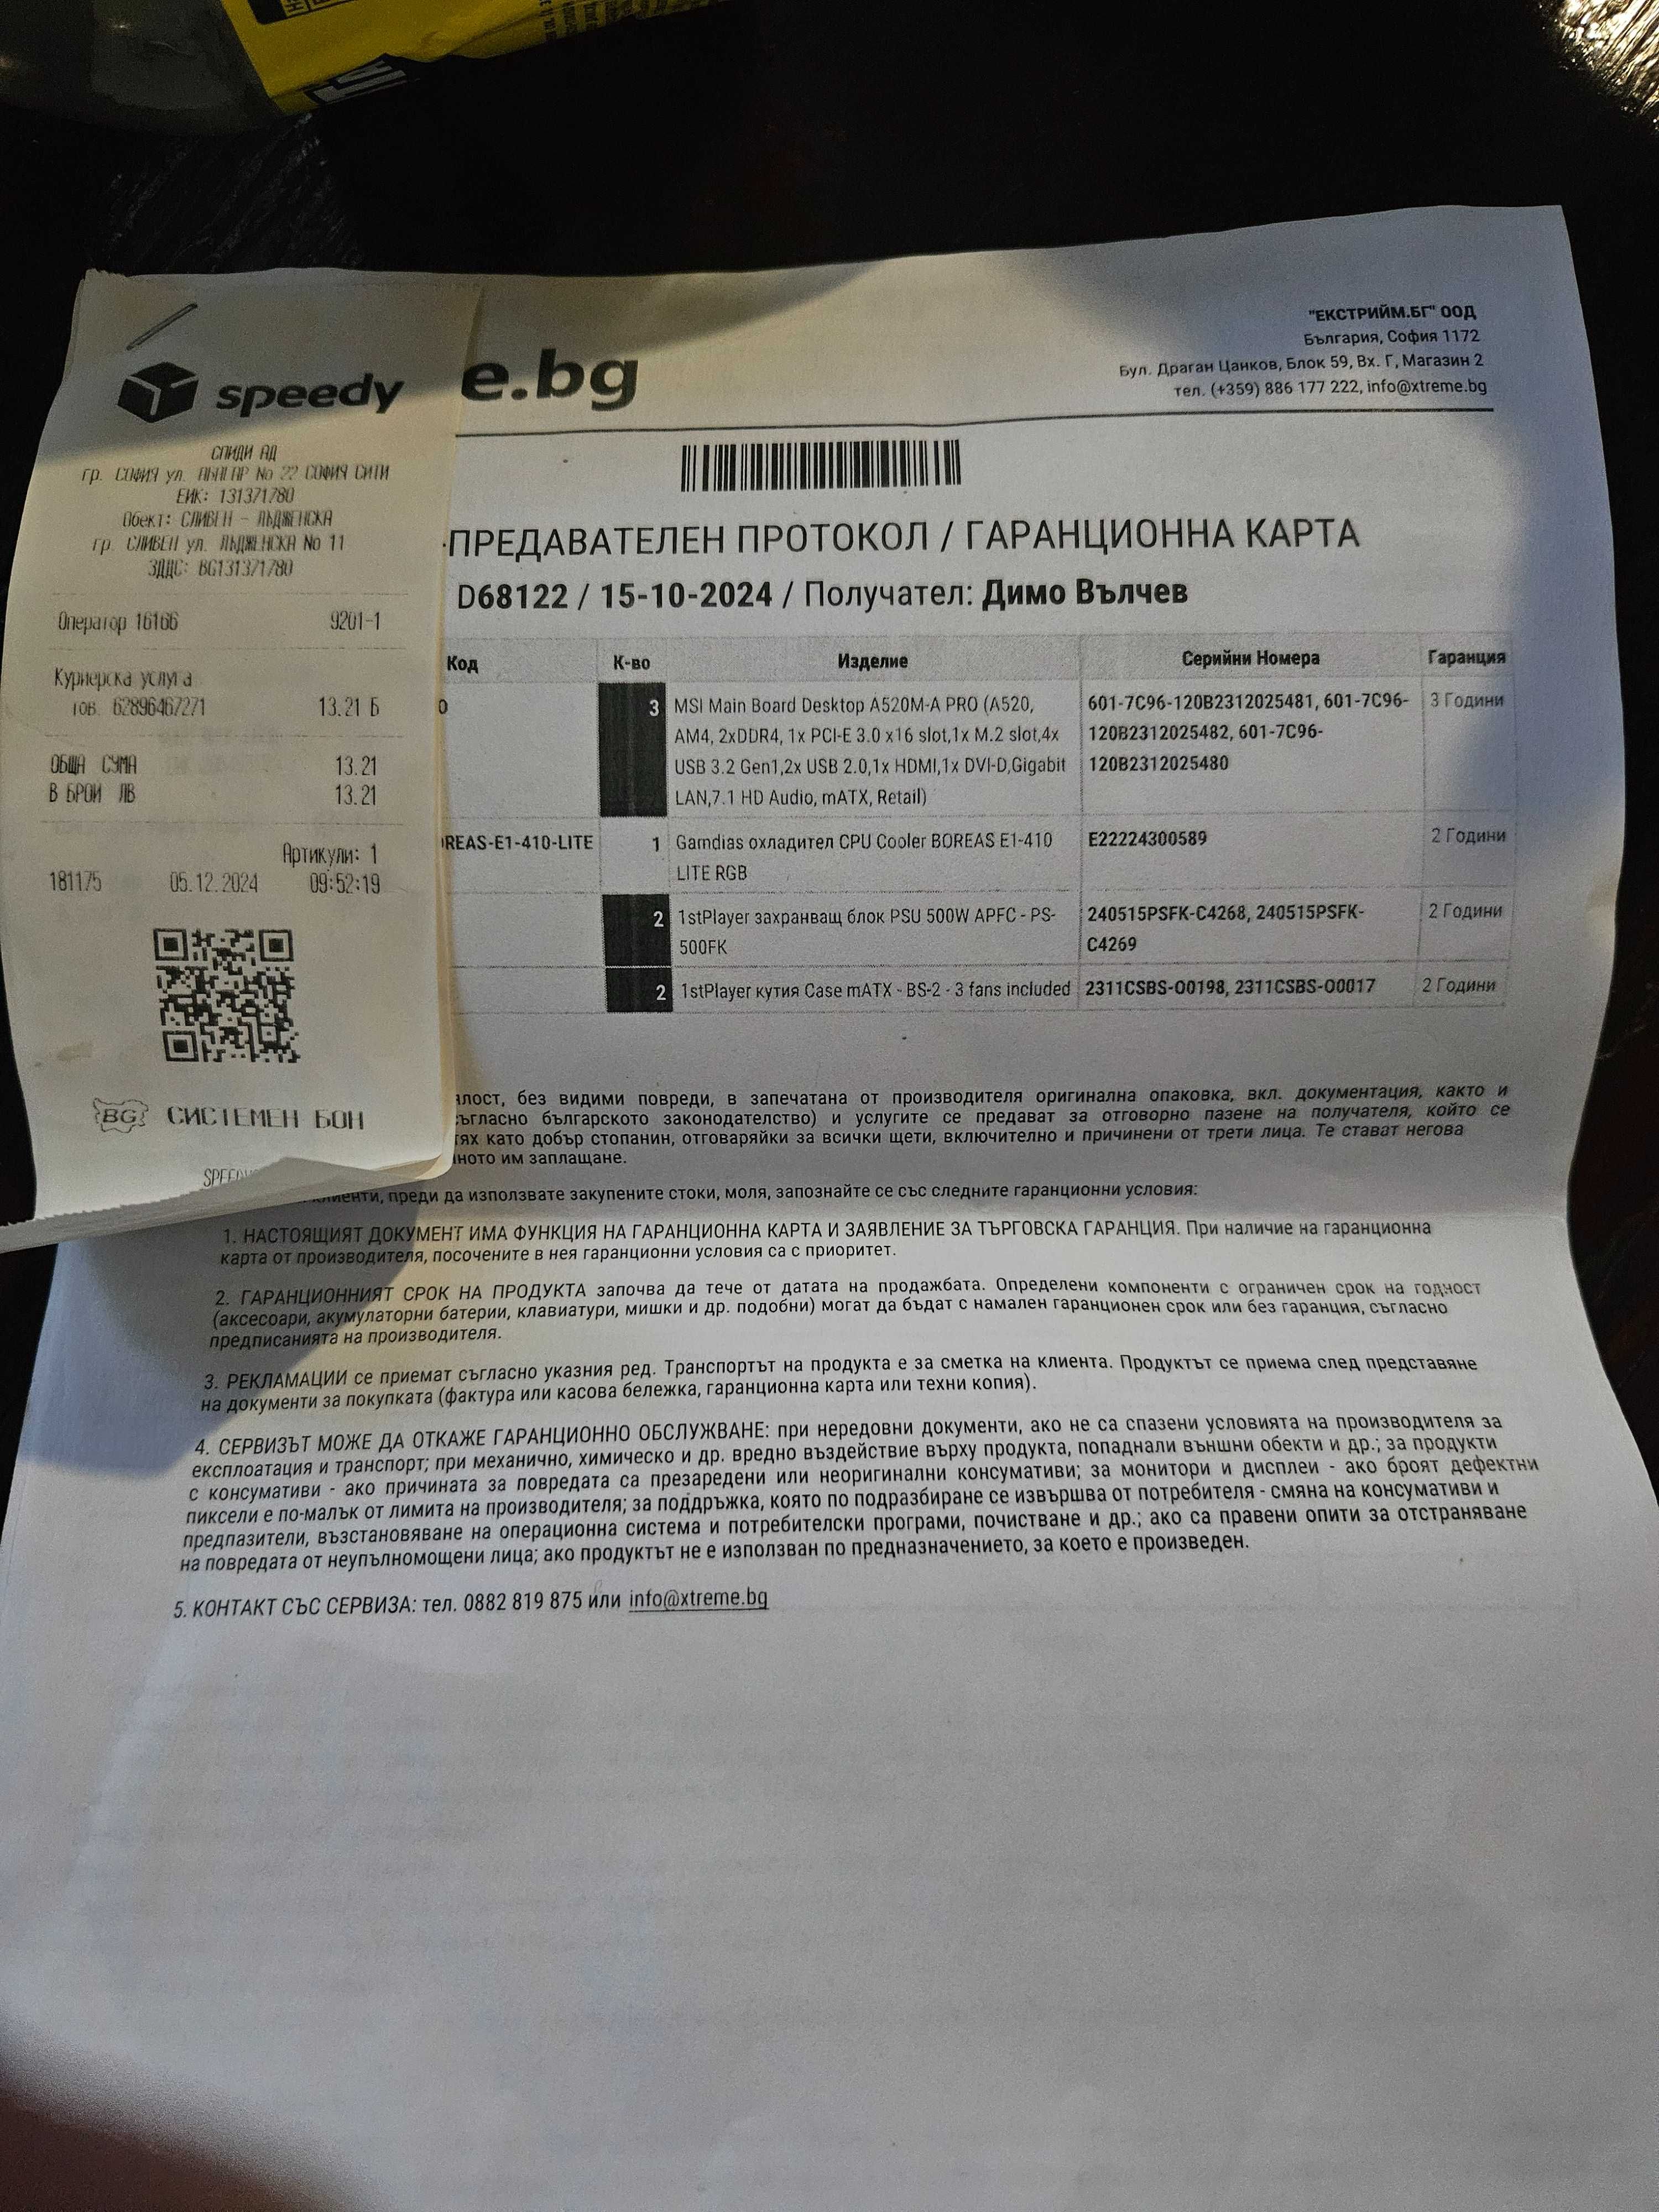 speedy
СПИДИ АД
гр. СОФИЯ ул. No 22 СОФИЯ СИТИ
ЕИК: 131371780
Обект: СЛИВЕН - ЛЪДЖЕНСКА
гр. СЛИВЕН ул. ЛЪДЖЕНСКА No 11
ЗДДС: BG131371780
Оператор 16166 9201-1
Куриерска услуга
тов. 62896467271 13.21 Б
ОБЩА СУМА 13.21
В БРОЙ ЛВ 13.21
Артикули: 1
181175 05.12.2024 09:52:19
BG СИСТЕМЕН БОН
e.bg
"ЕКСТРИЙМ.БГ" ООД
България, София 1172
Бул. Драган Цанков, Блок 59, Вх. Г, Магазин 2
тел. (+359) 886 177 222, info@xtreme.bg
-ПРЕДАВАТЕЛЕН ПРОТОКОЛ / ГАРАНЦИОННА КАРТА
D68122 / 15-10-2024 / Получател: Димо Вълчев
Код К-во Изделие Серийни Номера Гаранция
O 3 MSI Main Board Desktop A520M-A PRO (A520, 601-7C96-120B2312025481, 601-7C96- 3 Години
AM4, 2xDDR4, 1x PCI-E 3.0 x16 slot,1x M.2 slot,4x 120B2312025482, 601-7C96-
USB 3.2 Gen1,2x USB 2.0,1x HDMI,1x DVI-D,Gigabit 120B2312025480
LAN,7.1 HD Audio, mATX, Retail)
REAS-E1-410-LITE 1 Gamdias охладител CPU Cooler BOREAS E1-410 E22224300589 2 Години
LITE RGB
2 1stPlayer захранващ блок PSU 500W APFC - PS- 240515PSFK-C4268, 240515PSFK- 2 Години
500FK C4269
2 1stPlayer кутия Case mATX - BS-2 - 3 fans included 2311CSBS-O0198, 2311CSBS-O0017 2 Години
ялост, без видими повреди, в запечатана от производителя оригинална опаковка, вкл. документация, както и
съгласно българското законодателство) и услугите се предават за отговорно пазене на получателя, който се
тях като добър стопанин, отговаряйки за всички щети, включително и причинени от трети лица. Те стават негова
ното им заплащане.
клиенти, преди да използвате закупените стоки, моля, запознайте се със следните гаранционни условия:
1. НАСТОЯЩИЯТ ДОКУМЕНТ ИМА ФУНКЦИЯ НА ГАРАНЦИОННА КАРТА И ЗАЯВЛЕНИЕ ЗА ТЪРГОВСКА ГАРАНЦИЯ. При наличие на гаранционна
карта от производителя, посочените в нея гаранционни условия са с приоритет.
2. ГАРАНЦИОННИЯТ СРОК НА ПРОДУКТА започва да тече от датата на продажбата. Определени компоненти с ограничен срок на годност
(аксесоари, акумулаторни батерии, клавиатури, мишки и др. подобни) могат да бъдат с намален гаранционен срок или без гаранция, съгласно
предписанията на производителя.
3. РЕКЛАМАЦИИ се приемат съгласно указния ред. Транспортът на продукта е за сметка на клиента. Продуктът се приема след представяне
на документи за покупката (фактура или касова бележка, гаранционна карта или техни копия).
4. СЕРВИЗЪТ МОЖЕ ДА ОТКАЖЕ ГАРАНЦИОННО ОБСЛУЖВАНЕ: при нередовни документи, ако не са спазени условията на производителя за
експлоатация и транспорт; при механично, химическо и др. вредно въздействие върху продукта, попаднали външни обекти и др.; за продукти
с консумативи - ако причината за повредата са презаредени или неоригинални консумативи; за монитори и дисплеи - ако броят дефектни
пиксели е по-малък от лимита на производителя; за поддръжка, която по подразбиране се извършва от потребителя - смяна на консумативи и
предпазители, възстановяване на операционна система и потребителски програми, почистване и др.; ако са правени опити за отстраняване
на повредата от неупълномощени лица; ако продуктът не е използван по предназначението, за което е произведен.
5. КОНТАКТ СЪС СЕРВИЗА: тел. 0882 819 875 или info@xtreme.bg